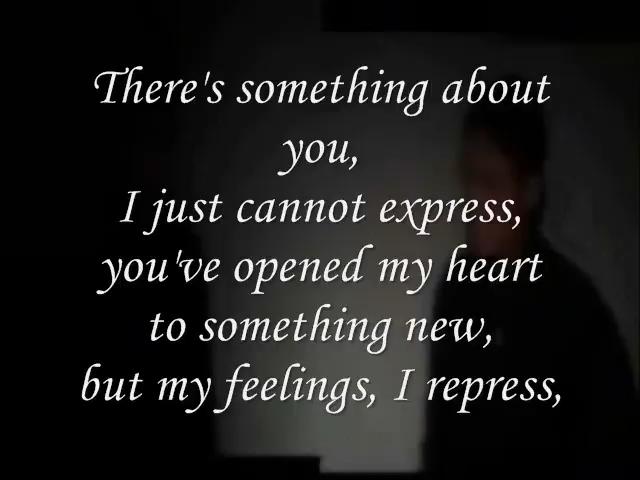 There's something about
you,
I just cannot express,
you've opened my heart
to something new,
but my feelings, I repress,